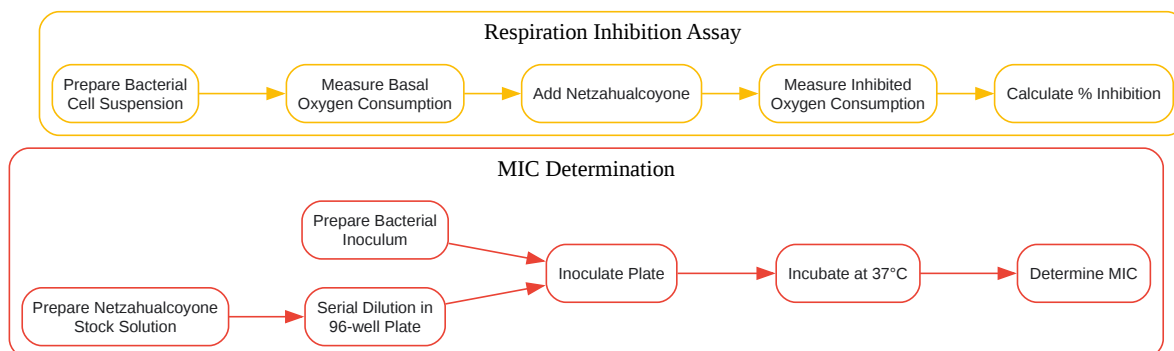 Respiration Inhibition Assay
Prepare Bacterial
Cell Suspension
Measure Basal
Oxygen Consumption
Add Netzahualcoyone
Measure Inhibited
Oxygen Consumption
Calculate % Inhibition
MIC Determination
Prepare Bacterial
Inoculum
Prepare Netzahualcoyone
Stock Solution
Serial Dilution in
96-well Plate
Inoculate Plate
Incubate at 37°C
Determine MIC